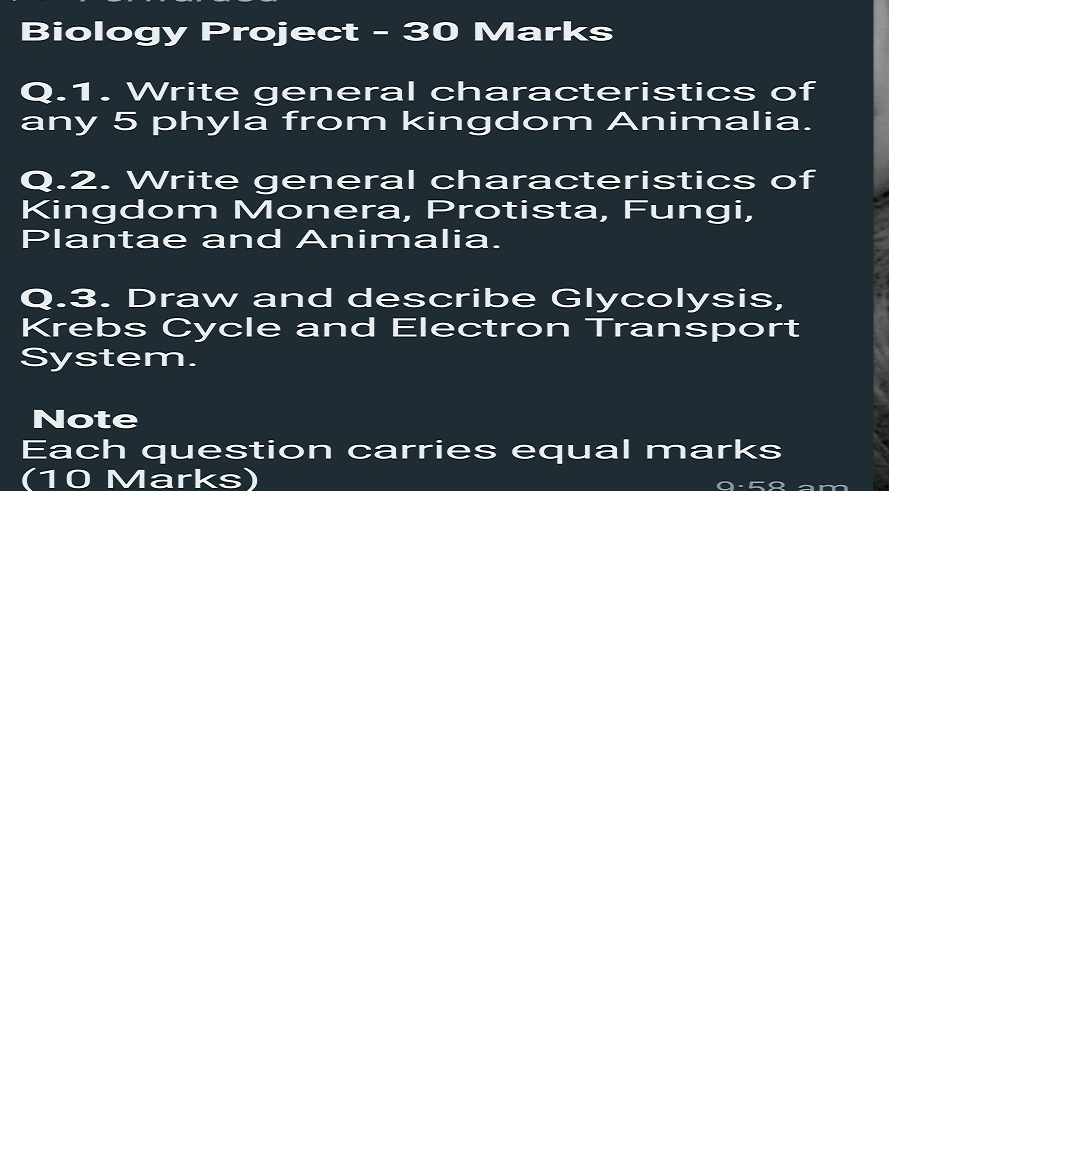 Biology Project - 30 Marks
Q.1. Write general characteristics of
any 5 phyla from kingdom Animalia.
Q.2. Write general characteristics of
Kingdom Monera, Protista, Fungi,
Plantae and Animalia.
Q.3. Draw and describe Glycolysis,
Krebs Cycle and Electron Transport
System.
Note
Each question carries equal marks
(10 Marks)
9:58 am